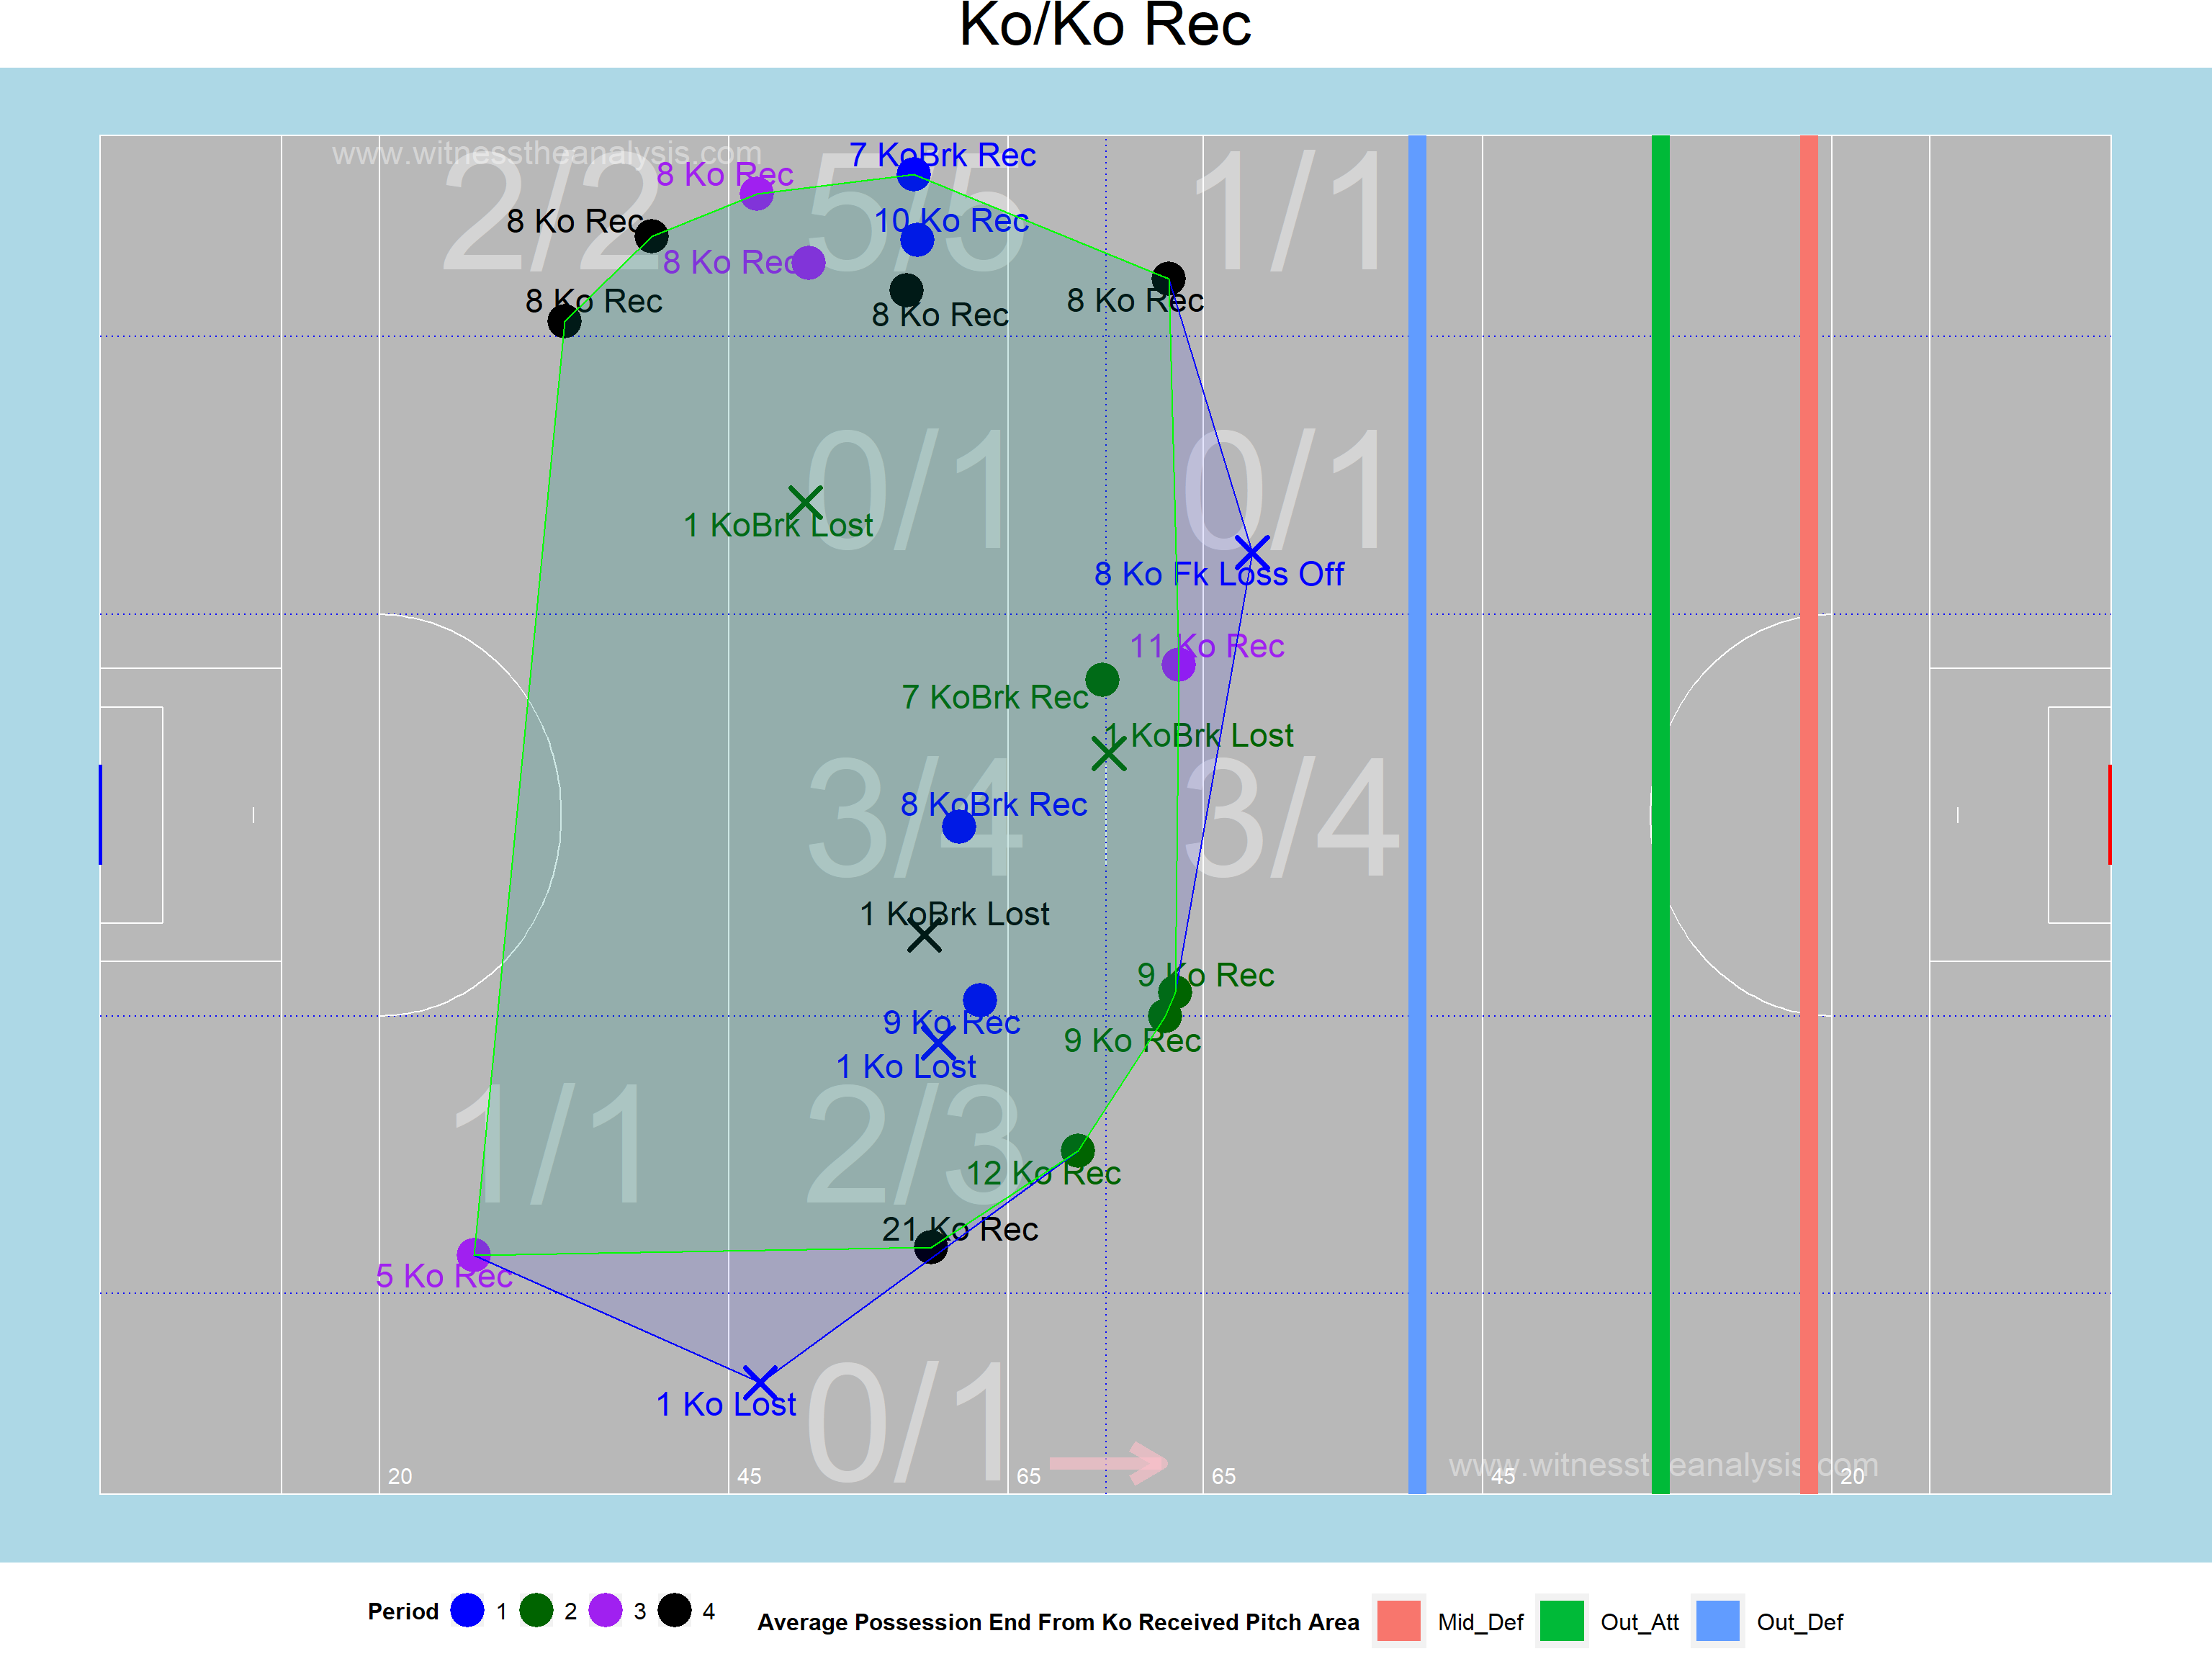 Ko/Ko Rec
www.witnesstheanalysis.com
2/2
5/5
1/1
7 KoBrk Rec
8 Ko Rec
8 Ko Rec
10 Ko Rec
8 Ko Rec
8 Ko Rec
8 Ko Rec
8 Ko Rec
0/1
0/1
1 KoBrk Lost
8 Ko Fk Loss Off
11 Ko Rec
7 KoBrk Rec
1 KoBrk Lost
3/4
3/4
8 KoBrk Rec
1 KoBrk Lost
9 Ko Rec
9 Ko Rec
9 Ko Rec
1 Ko Lost
1/1
2/3
12 Ko Rec
21 Ko Rec
5 Ko Rec
1 Ko Lost
0/1
www.witnesstheanalysis.com
20 45 65 65 45 20
Period 1 2 3 4
Average Possession End From Ko Received Pitch Area Mid_Def Out_Att Out_Def